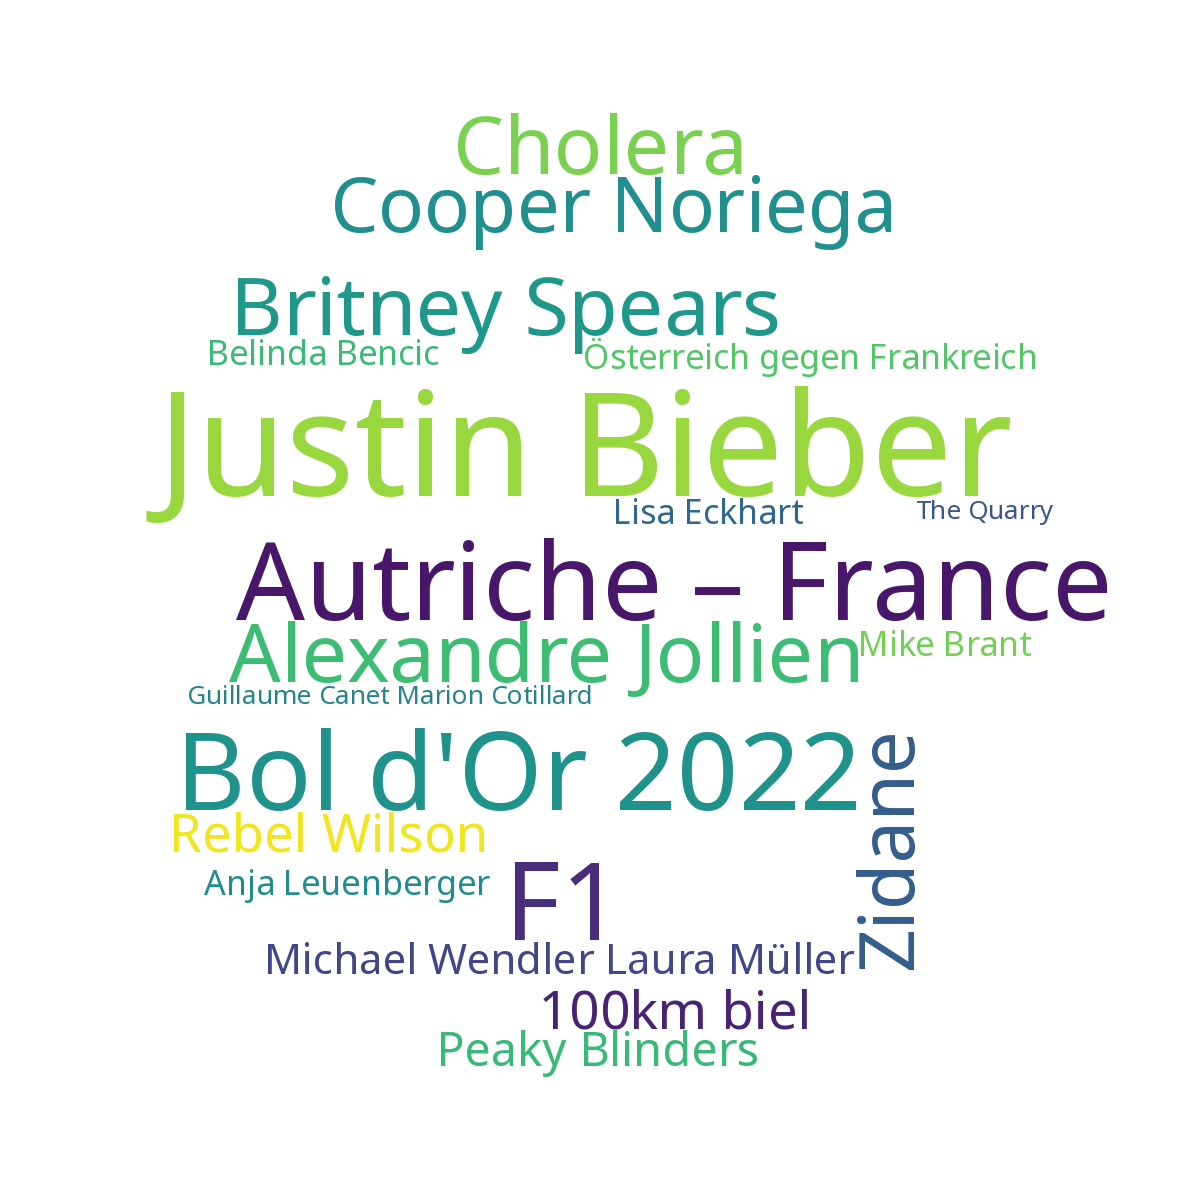 Cholera
Cooper Noriega
Britney Spears
Belinda Bencic
Österreich gegen Frankreich
Justin Bieber
Lisa Eckhart
The Quarry
Autriche – France
Alexandre Jollien
Mike Brant
Guillaume Canet Marion Cotillard
Bol d'Or 2022
Zidane
Rebel Wilson
Anja Leuenberger
F1
Michael Wendler Laura Müller
100km biel
Peaky Blinders